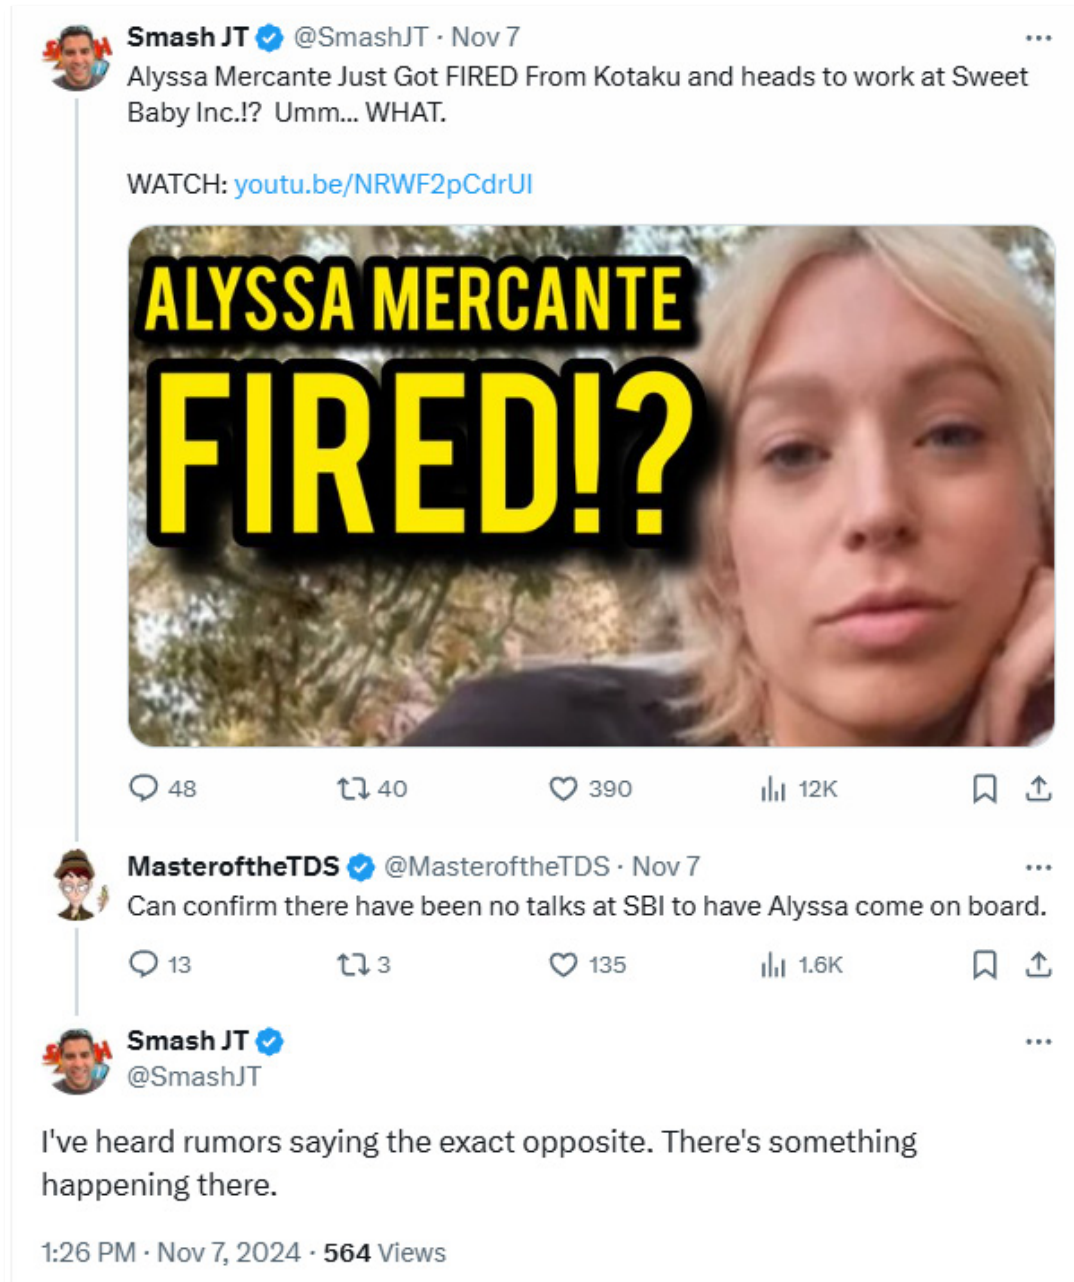 Smash JT @SmashJT · Nov 7
Alyssa Mercante Just Got FIRED From Kotaku and heads to work at Sweet
Baby Inc.!? Umm... WHAT.
WATCH: youtu.be/NRWF2pCdrUI
ALYSSA MERCANTE
FIRED!?
48 40 390 12K
MasteroftheTDS @MasteroftheTDS · Nov 7
Can confirm there have been no talks at SBI to have Alyssa come on board.
13 3 135 1.6K
Smash JT
@SmashJT
I've heard rumors saying the exact opposite. There's something
happening there.
1:26 PM · Nov 7, 2024 · 564 Views